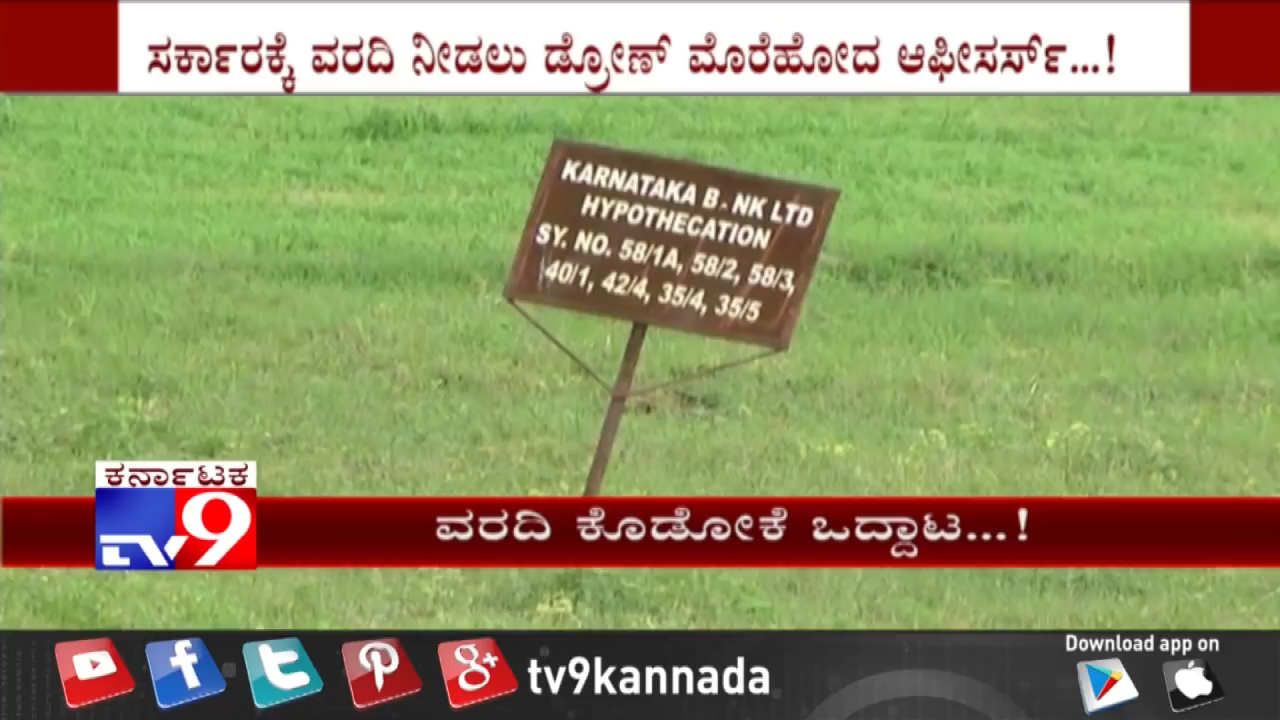 ಸರ್ಕಾರಕ್ಕೆ ವರದಿ ನೀಡಲು ಡ್ರೋಣ್ ಮೊರೆಹೋದ ಆಫೀಸರ್ಸ್...!
KARNATAKA B NK LTD
HYPOTHECATION
SY. NO. 58/1A, 58/2, 58/3,
40/1, 42/4, 35/4, 35/5
ಕರ್ನಾಟಕ
TV9
ವರದಿ ಕೊಡೋಕೆ ಒದ್ದಾಟ...!
Download app on
tv9kannada